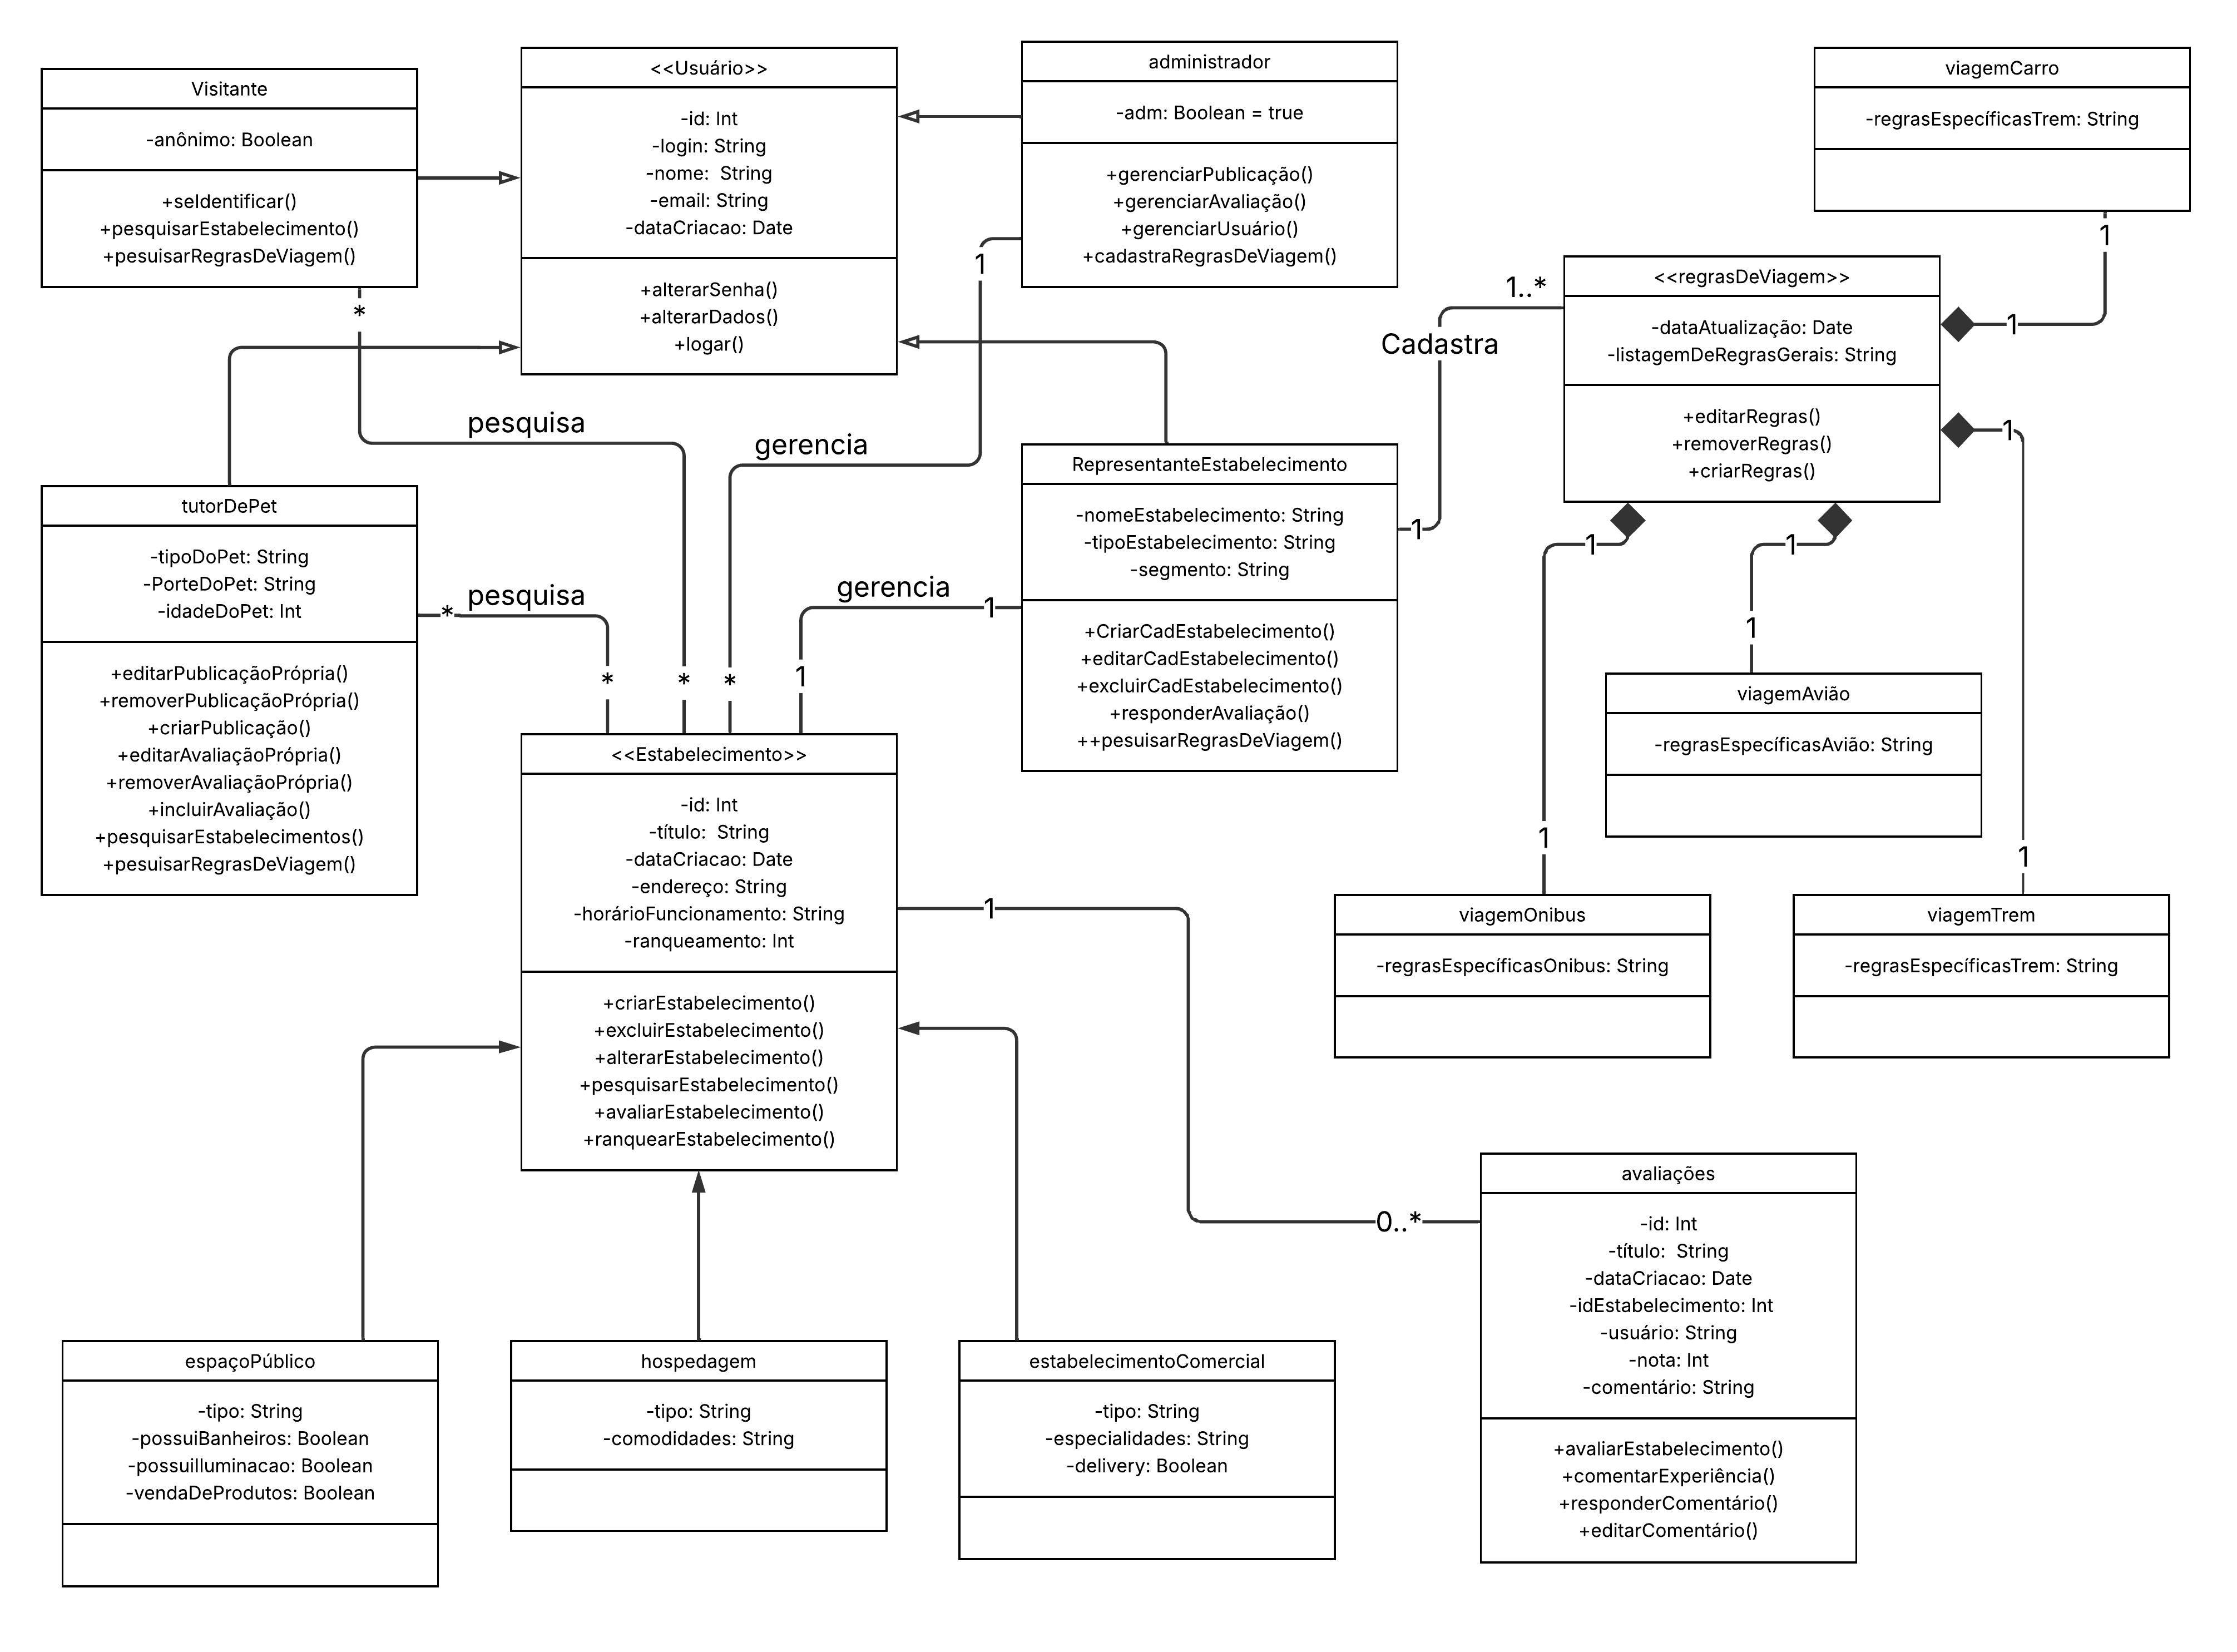 Visitante
-anônimo: Boolean
+seIdentificar()
+pesquisarEstabelecimento()
+pesuisarRegrasDeViagem()
*
<<Usuário>>
-id: Int
-login: String
-nome:  String
-email: String
-dataCriacao: Date
+alterarSenha()
+alterarDados()
+logar()
administrador
-adm: Boolean = true
+gerenciarPublicação()
+gerenciarAvaliação()
+gerenciarUsuário()
+cadastraRegrasDeViagem()
1
viagemCarro
-regrasEspecíficasTrem: String
1
1..*
Cadastra
<<regrasDeViagem>>
-dataAtualização: Date
-listagemDeRegrasGerais: String
+editarRegras()
+removerRegras()
+criarRegras()
1
1
1
1
pesquisa
gerencia
tutorDePet
-tipoDoPet: String
-PorteDoPet: String
-idadeDoPet: Int
+editarPublicaçãoPrópria()
+removerPublicaçãoPrópria()
+criarPublicação()
+editarAvaliaçãoPrópria()
+removerAvaliaçãoPrópria()
+incluirAvaliação()
+pesquisarEstabelecimentos()
+pesuisarRegrasDeViagem()
*
pesquisa
gerencia
1
*
*
*
1
RepresentanteEstabelecimento
-nomeEstabelecimento: String
-tipoEstabelecimento: String
-segmento: String
+CriarCadEstabelecimento()
+editarCadEstabelecimento()
+excluirCadEstabelecimento()
+responderAvaliação()
++pesuisarRegrasDeViagem()
1
1
viagemAvião
-regrasEspecíficasAvião: String
1
1
viagemOnibus
-regrasEspecíficasOnibus: String
viagemTrem
-regrasEspecíficasTrem: String
<<Estabelecimento>>
-id: Int
-título:  String
-dataCriacao: Date
-endereço: String
-horárioFuncionamento: String
-ranqueamento: Int
+criarEstabelecimento()
+excluirEstabelecimento()
+alterarEstabelecimento()
+pesquisarEstabelecimento()
+avaliarEstabelecimento()
+ranquearEstabelecimento()
1
0..*
avaliações
-id: Int
-título:  String
-dataCriacao: Date
-idEstabelecimento: Int
-usuário: String
-nota: Int
-comentário: String
+avaliarEstabelecimento()
+comentarExperiência()
+responderComentário()
+editarComentário()
espaçoPúblico
-tipo: String
-possuiBanheiros: Boolean
-possuiIluminacao: Boolean
-vendaDeProdutos: Boolean
hospedagem
-tipo: String
-comodidades: String
estabelecimentoComercial
-tipo: String
-especialidades: String
-delivery: Boolean